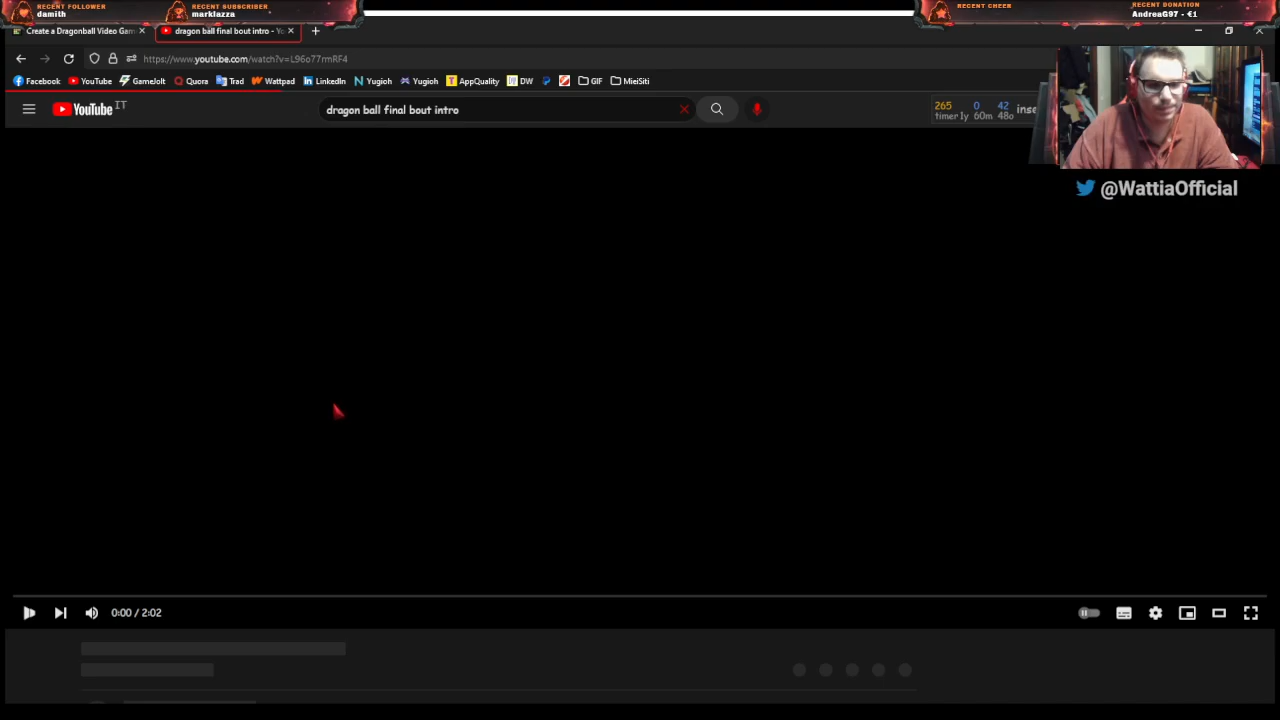 RECENT FOLLOWER
damith
RECENT SUBSCRIBER
marklazza
RECENT CHEER
RECENT DONATION
AndreaG97 - €1
Create a Dragonball Video Gam
dragon ball final bout intro - Yo
https://www.youtube.com/watch?v=L96o77rmRF4
Facebook
YouTube
GameJolt
Quora
Trad
Wattpad
LinkedIn
Yugioh
Yugioh
AppQuality
DW
GIF
MieiSiti
YouTube IT
dragon ball final bout intro
265 0 42 inse
timer1y 60m 48o
@WattiaOfficial
0:00 / 2:02